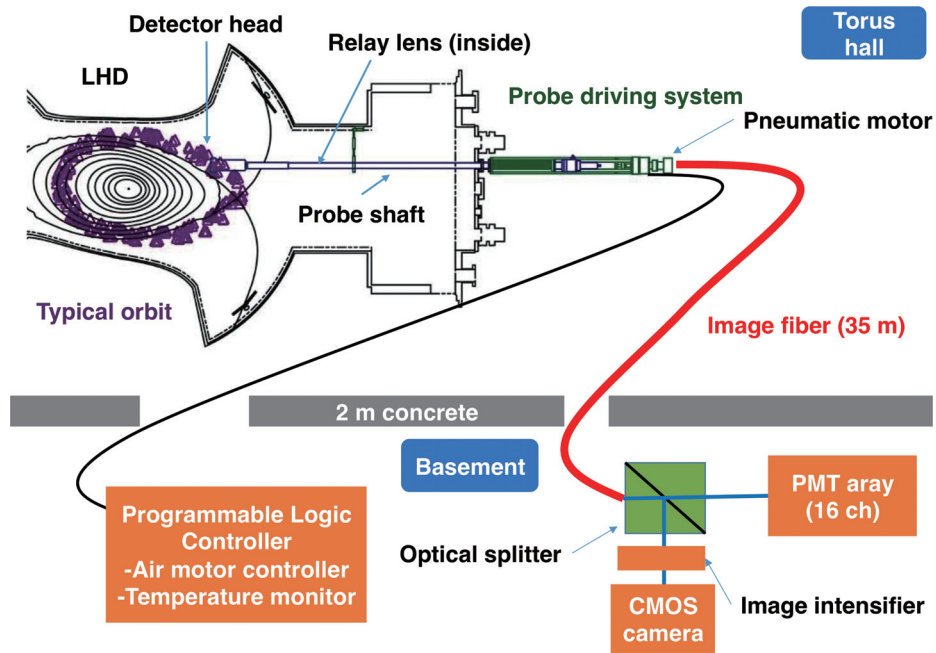 Detector head
Relay lens (inside)
Torus
hall
LHD
Probe driving system
Pneumatic motor
Probe shaft
Typical orbit
Image fiber (35 m)
2 m concrete
Basement
Programmable Logic
Controller
-Air motor controller
-Temperature monitor
Optical splitter
PMT aray
(16 ch)
Image intensifier
CMOS
camera